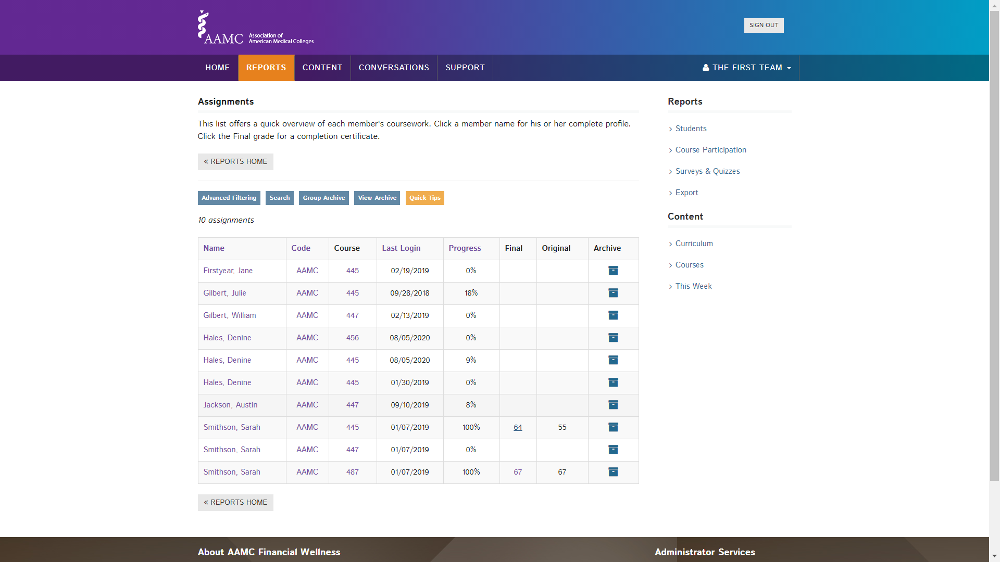 AAMC Association of
American Medical Colleges
SIGN OUT
HOME REPORTS CONTENT CONVERSATIONS SUPPORT THE FIRST TEAM
Assignments
This list offers a quick overview of each member's coursework. Click a member name for his or her complete profile.
Click the Final grade for a completion certificate.
« REPORTS HOME
Advanced Filtering Search Group Archive View Archive Quick Tips
10 assignments
Name Code Course Last Login Progress Final Original Archive
Firstyear, Jane AAMC 445 02/19/2019 0%
Gilbert, Julie AAMC 445 09/28/2018 18%
Gilbert, William AAMC 447 02/13/2019 0%
Hales, Denine AAMC 456 08/05/2020 0%
Hales, Denine AAMC 445 08/05/2020 9%
Hales, Denine AAMC 445 01/30/2019 0%
Jackson, Austin AAMC 447 09/10/2019 8%
Smithson, Sarah AAMC 445 01/07/2019 100% 64 55
Smithson, Sarah AAMC 447 01/07/2019 0%
Smithson, Sarah AAMC 487 01/07/2019 100% 67 67
« REPORTS HOME
Reports
Students
Course Participation
Surveys & Quizzes
Export
Content
Curriculum
Courses
This Week
About AAMC Financial Wellness
Administrator Services